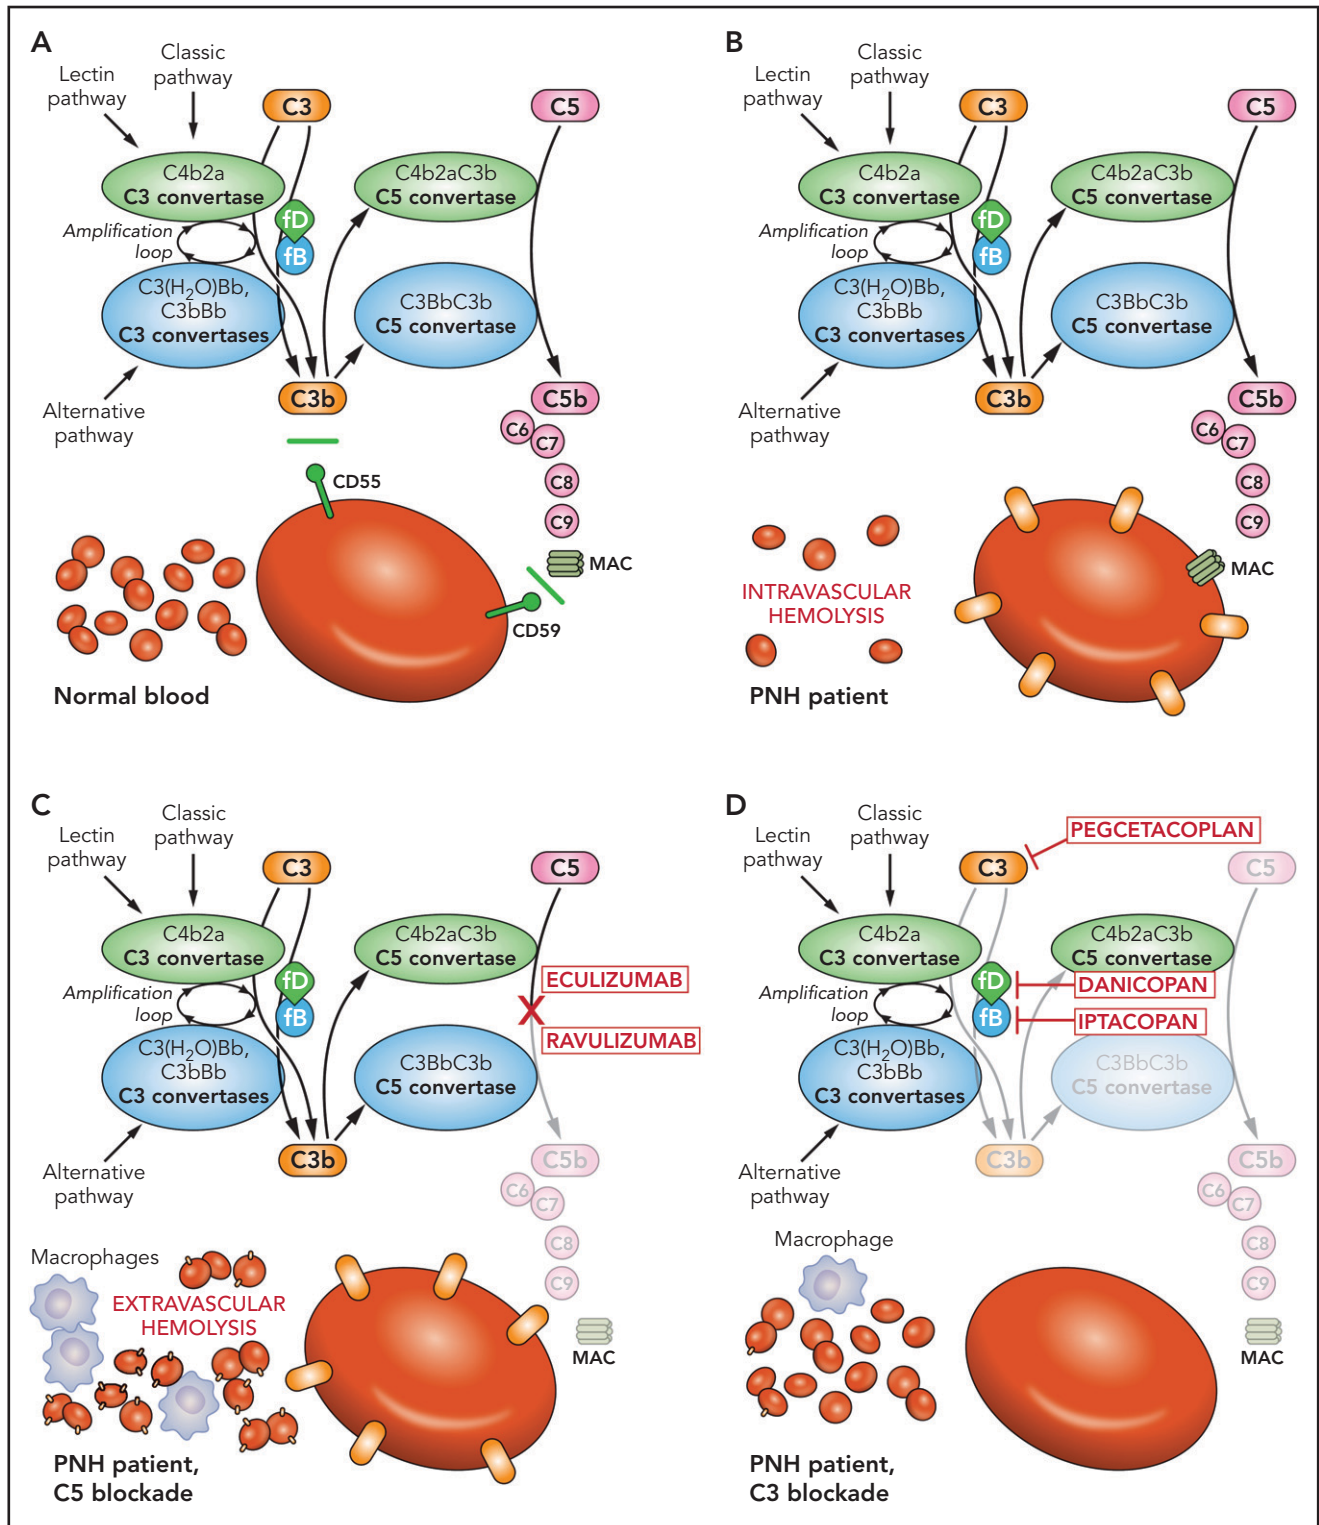 A
Classic
pathway
Lectin
pathway
C3
C5
C4b2a
C3 convertase
C4b2aC3b
C5 convertase
fD
fB
Amplification
loop
C3(H₂O)Bb,
C3bBb
C3 convertases
C3BbC3b
C5 convertase
C3b
C5b
Alternative
pathway
C6
C7
C8
C9
CD55
MAC
CD59
Normal blood
B
Classic
pathway
Lectin
pathway
C3
C5
C4b2a
C3 convertase
C4b2aC3b
C5 convertase
fD
fB
Amplification
loop
C3(H₂O)Bb,
C3bBb
C3 convertases
C3BbC3b
C5 convertase
C3b
C5b
Alternative
pathway
C6
C7
C8
C9
MAC
INTRAVASCULAR
HEMOLYSIS
PNH patient
C
Classic
pathway
Lectin
pathway
C3
C5
C4b2a
C3 convertase
C4b2aC3b
C5 convertase
fD
fB
ECULIZUMAB
X
RAVULIZUMAB
Amplification
loop
C3(H₂O)Bb,
C3bBb
C3 convertases
C3BbC3b
C5 convertase
C3b
C5b
Alternative
pathway
C6
C7
C8
C9
MAC
Macrophages
EXTRAVASCULAR
HEMOLYSIS
PNH patient,
C5 blockade
D
Classic
pathway
Lectin
pathway
PEGCETACOPLAN
C3
C5
C4b2a
C3 convertase
C4b2aC3b
C5 convertase
fD
DANICOPAN
fB
IPTACOPAN
Amplification
loop
C3(H₂O)Bb,
C3bBb
C3 convertases
C3BbC3b
C5 convertase
C3b
C5b
Alternative
pathway
C6
C7
C8
C9
MAC
Macrophage
PNH patient,
C3 blockade